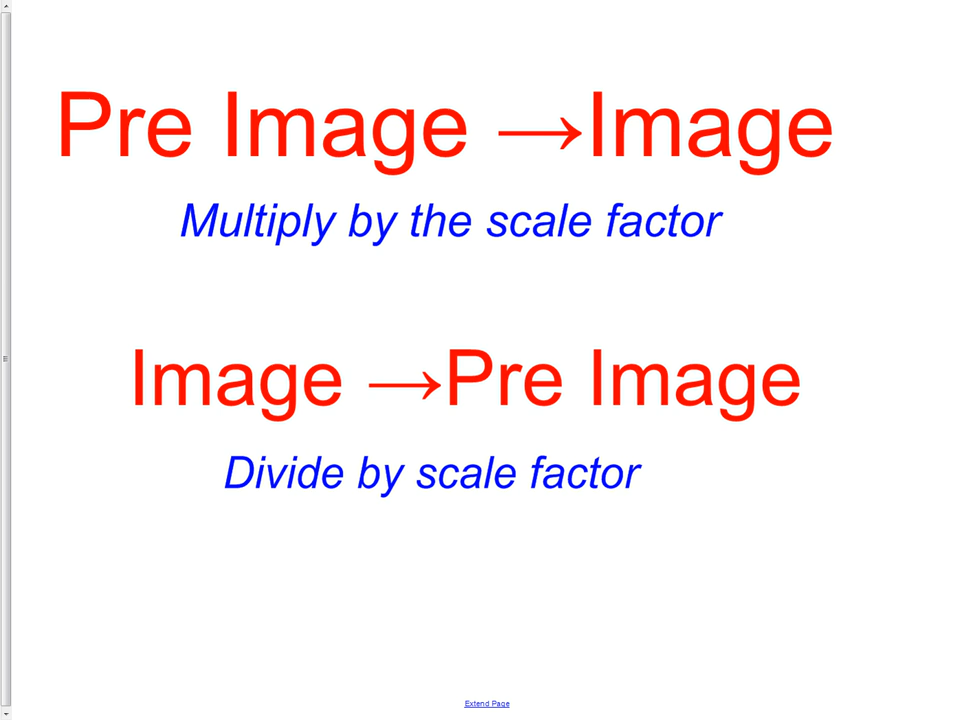 Pre Image →Image
Multiply by the scale factor
Image →Pre Image
Divide by scale factor
Extend Page